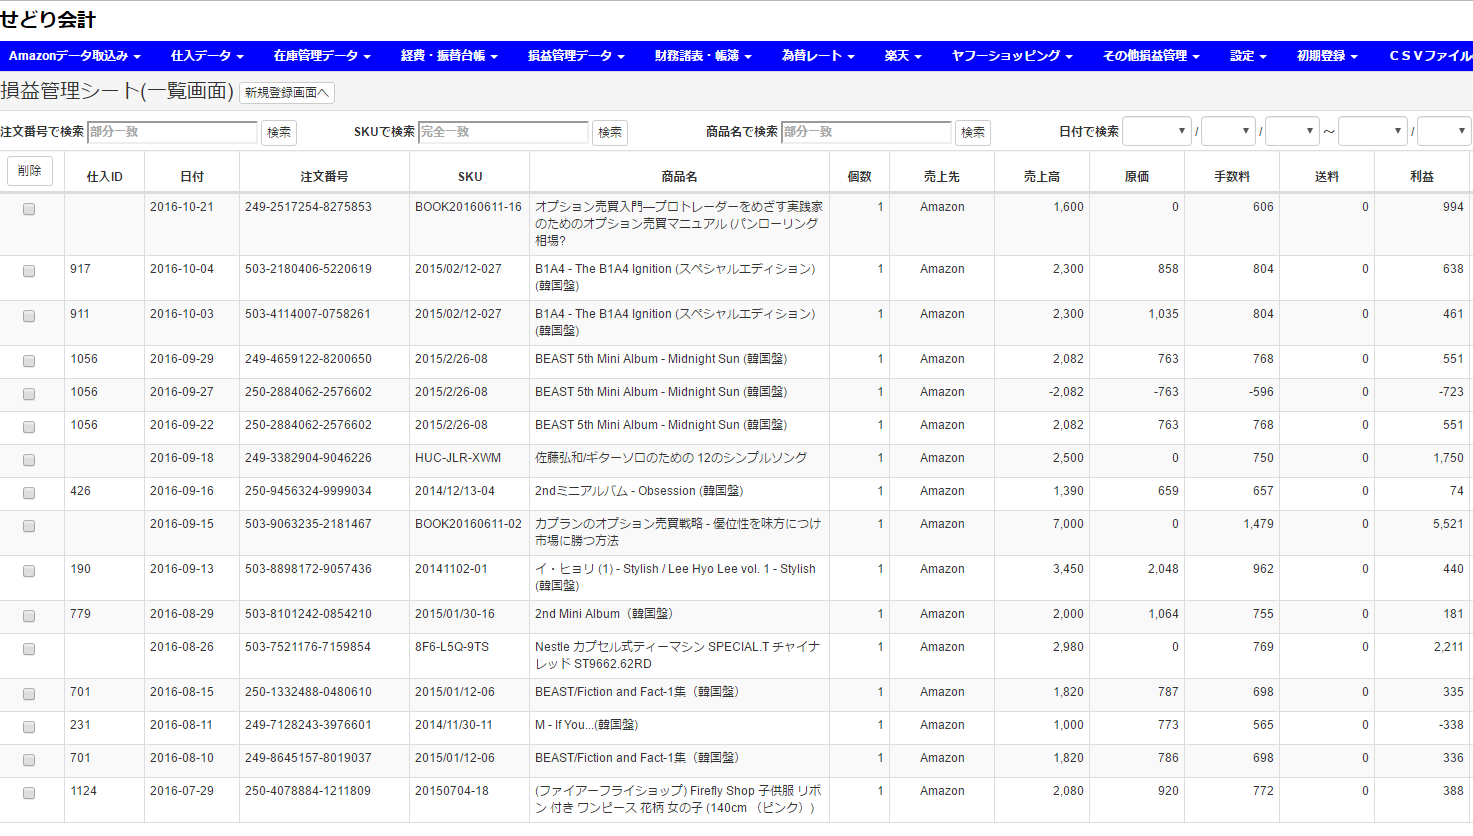 せどり会計
Amazonデータ取込み 仕入データ 在庫管理データ 経費・振替台帳 損益管理データ 財務諸表・帳簿 為替レート 楽天 ヤフーショッピング その他損益管理 設定 初期登録 ＣＳＶファイル
損益管理シート(一覧画面) 新規登録画面へ
注文番号で検索 部分一致 検索 SKUで検索 完全一致 検索 商品名で検索 部分一致 検索 日付で検索 / / ～ /
削除 仕入ID 日付 注文番号 SKU 商品名 個数 売上先 売上高 原価 手数料 送料 利益
2016-10-21 249-2517254-8275853 BOOK20160611-16 オプション売買入門―プロトレーダーをめざす実践家 1 Amazon 1,600 0 606 0 994
のためのオプション売買マニュアル (パンローリング
相場?
917 2016-10-04 503-2180406-5220619 2015/02/12-027 B1A4 - The B1A4 Ignition (スペシャルエディション) 1 Amazon 2,300 858 804 0 638
(韓国盤)
911 2016-10-03 503-4114007-0758261 2015/02/12-027 B1A4 - The B1A4 Ignition (スペシャルエディション) 1 Amazon 2,300 1,035 804 0 461
(韓国盤)
1056 2016-09-29 249-4659122-8200650 2015/2/26-08 BEAST 5th Mini Album - Midnight Sun (韓国盤) 1 Amazon 2,082 763 768 0 551
1056 2016-09-27 250-2884062-2576602 2015/2/26-08 BEAST 5th Mini Album - Midnight Sun (韓国盤) 1 Amazon -2,082 -763 -596 0 -723
1056 2016-09-22 250-2884062-2576602 2015/2/26-08 BEAST 5th Mini Album - Midnight Sun (韓国盤) 1 Amazon 2,082 763 768 0 551
2016-09-18 249-3382904-9046226 HUC-JLR-XWM 佐藤弘和/ギターソロのための 12のシンプルソング 1 Amazon 2,500 0 750 0 1,750
426 2016-09-16 250-9456324-9999034 2014/12/13-04 2ndミニアルバム - Obsession (韓国盤) 1 Amazon 1,390 659 657 0 74
2016-09-15 503-9063235-2181467 BOOK20160611-02 カプランのオプション売買戦略 - 優位性を味方につけ 1 Amazon 7,000 0 1,479 0 5,521
市場に勝つ方法
190 2016-09-13 503-8898172-9057436 20141102-01 イ・ヒョリ (1) - Stylish / Lee Hyo Lee vol. 1 - Stylish 1 Amazon 3,450 2,048 962 0 440
(韓国盤)
779 2016-08-29 503-8101242-0854210 2015/01/30-16 2nd Mini Album（韓国盤） 1 Amazon 2,000 1,064 755 0 181
2016-08-26 503-7521176-7159854 8F6-L5Q-9TS Nestle カプセル式ティーマシン SPECIAL.T チャイナ 1 Amazon 2,980 0 769 0 2,211
レッド ST9662.62RD
701 2016-08-15 250-1332488-0480610 2015/01/12-06 BEAST/Fiction and Fact-1集（韓国盤） 1 Amazon 1,820 787 698 0 335
231 2016-08-11 249-7128243-3976601 2014/11/30-11 M - If You...(韓国盤) 1 Amazon 1,000 773 565 0 -338
701 2016-08-10 249-8645157-8019037 2015/01/12-06 BEAST/Fiction and Fact-1集（韓国盤） 1 Amazon 1,820 786 698 0 336
1124 2016-07-29 250-4078884-1211809 20150704-18 (ファイアーフライショップ) Firefly Shop 子供服 リボ 1 Amazon 2,080 920 772 0 388
ン 付き ワンピース 花柄 女の子 (140cm （ピンク））